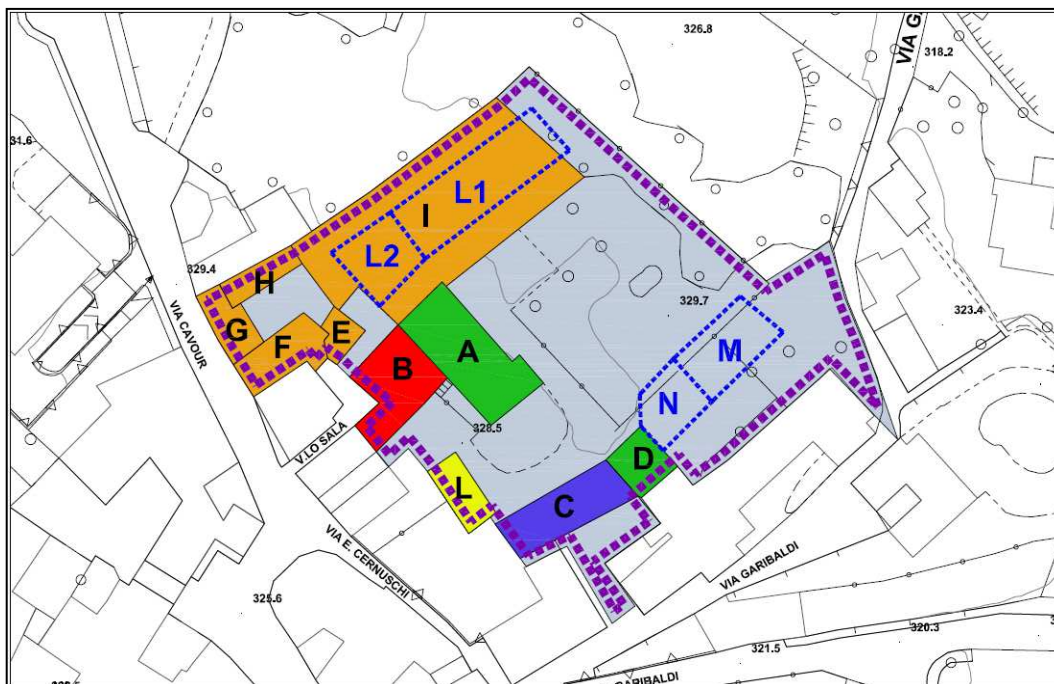 326.8
VIA GA
318.2
31.6
329.4
VIA CAVOUR
H
G
F
E
I
L1
L2
A
B
329.7
323.4
M
N
328.5
V.LO SALA
L
C
D
VIA E. CERNUSCHI
VIA GARIBALDI
325.6
321.5
320.3
GARIBALDI